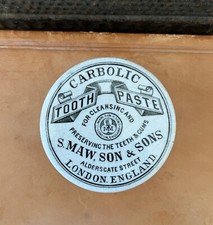 CARBOLIC
TOOTH PASTE
FOR CLEANSING AND
PRESERVING THE TEETH & GUMS
S. MAW, SON & SONS
ALDERSGATE STREET
LONDON, ENGLAND.